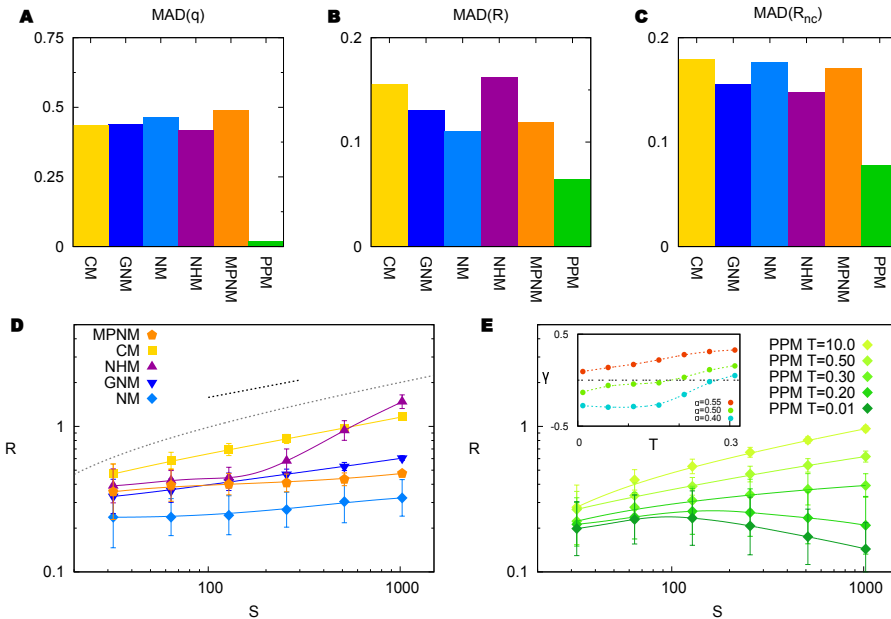 A
MAD(q)
0.75
0.5
0.25
0
CM
GNM
NM
NHM
MPNM
PPM
B
MAD(R)
0.2
0.1
0
CM
GNM
NM
NHM
MPNM
PPM
C
MAD(Rnc)
0.2
0.1
0
CM
GNM
NM
NHM
MPNM
PPM
D
MPNM
CM
NHM
GNM
NM
R
1
0.1
100
1000
S
E
0.5
γ
-0.5
0
T
0.3
α=0.55
α=0.50
α=0.40
PPM T=10.0
PPM T=0.50
PPM T=0.30
PPM T=0.20
PPM T=0.01
R
1
0.1
100
1000
S